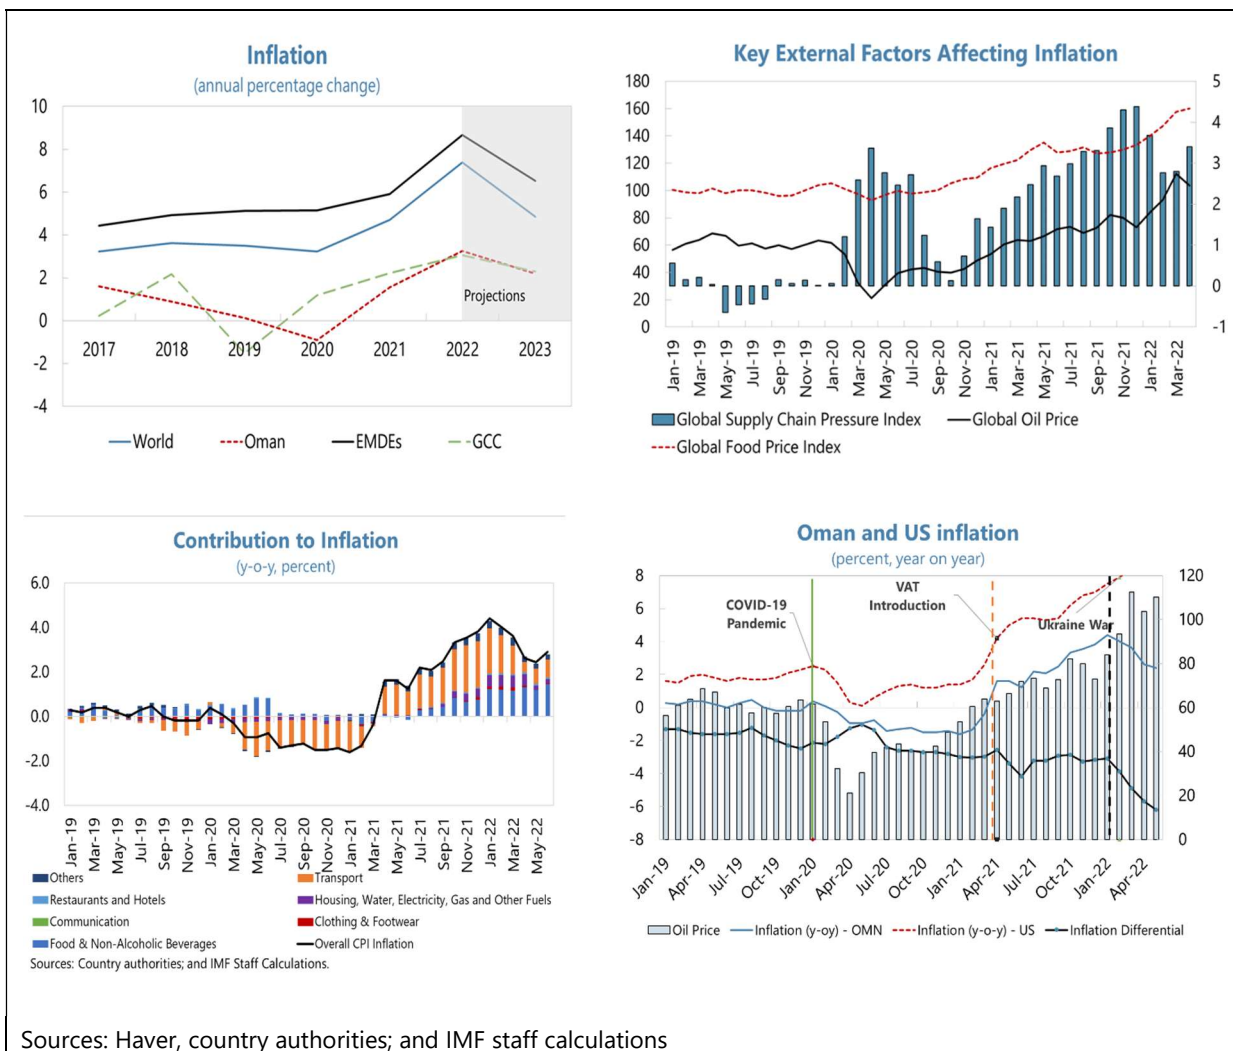 Inflation
(annual percentage change)
10
8
6
4
2
0
-2
-4
2017 2018 2019 2020 2021 2022 2023
Projections
World Oman EMDEs GCC
Key External Factors Affecting Inflation
180
160
140
120
100
80
60
40
20
0
5
4
3
2
1
0
-1
Jan-19 Mar-19 May-19 Jul-19 Sep-19 Nov-19 Jan-20 Mar-20 May-20 Jul-20 Sep-20 Nov-20 Jan-21 Mar-21 May-21 Jul-21 Sep-21 Nov-21 Jan-22 Mar-22
Global Supply Chain Pressure Index Global Oil Price
Global Food Price Index
Contribution to Inflation
(y-o-y, percent)
6.0
4.0
2.0
0.0
-2.0
-4.0
Jan-19 Mar-19 May-19 Jul-19 Sep-19 Nov-19 Jan-20 Mar-20 May-20 Jul-20 Sep-20 Nov-20 Jan-21 Mar-21 May-21 Jul-21 Sep-21 Nov-21 Jan-22 Mar-22 May-22
Others Transport
Restaurants and Hotels Housing, Water, Electricity, Gas and Other Fuels
Communication Clothing & Footwear
Food & Non-Alcoholic Beverages Overall CPI Inflation
Sources: Country authorities; and IMF Staff Calculations.
Oman and US inflation
(percent, year on year)
8
6
4
2
0
-2
-4
-6
-8
120
100
80
60
40
20
0
COVID-19
Pandemic
VAT
Introduction
Ukraine War
Jan-19 Apr-19 Jul-19 Oct-19 Jan-20 Apr-20 Jul-20 Oct-20 Jan-21 Apr-21 Jul-21 Oct-21 Jan-22 Apr-22
Oil Price Inflation (y-oy) - OMN Inflation (y-o-y) - US Inflation Differential
Sources: Haver, country authorities; and IMF staff calculations